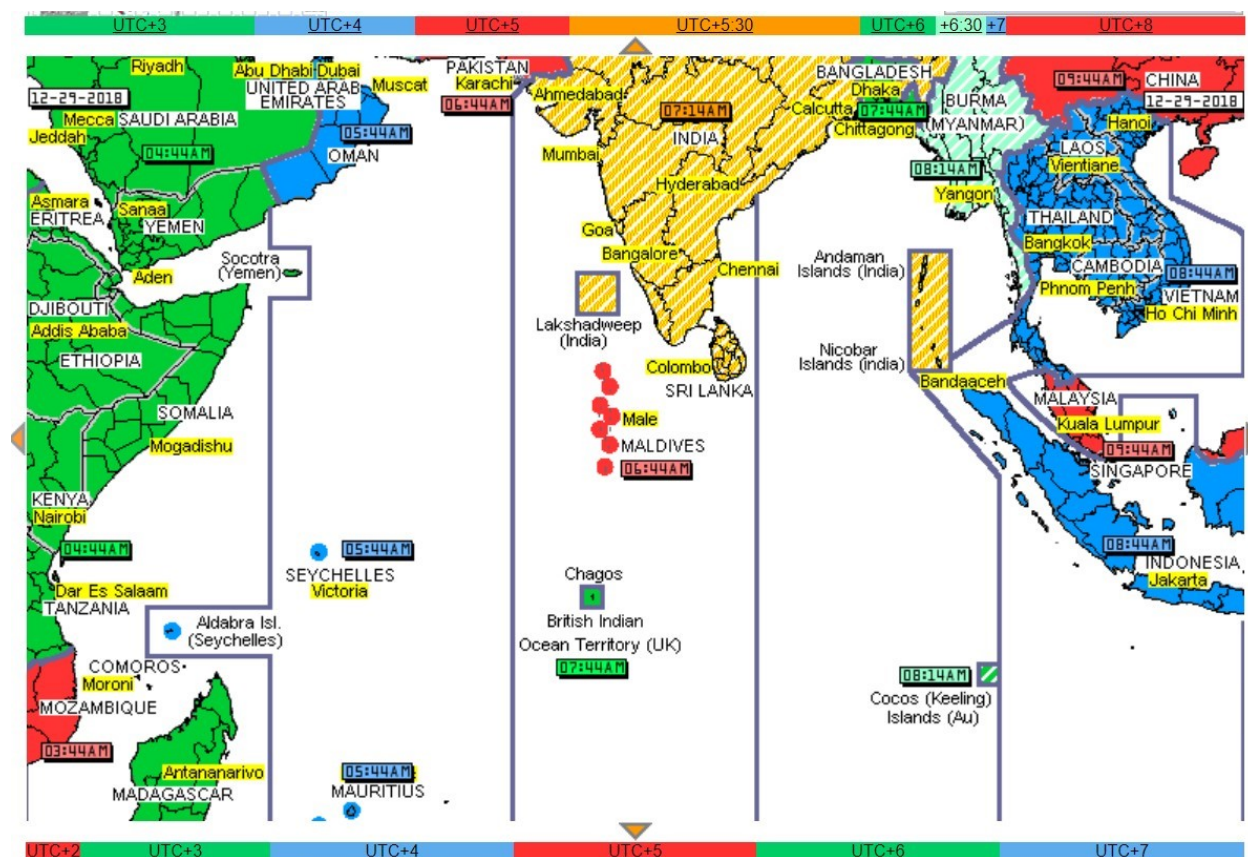 UTC+3 UTC+4 UTC+5 UTC+5:30 UTC+6 +6:30 +7 UTC+8
Riyadh
Abu Dhabi Dubai
UNITED ARAB
EMIRATES
Muscat
PAKISTAN
Karachi
06:44AM
Ahmedabad
07:14AM
INDIA
Calcutta
BANGLADESH
Dhaka
07:44AM
Chittagong
BURMA
(MYANMAR)
09:44AM
CHINA
12-29-2018
12-29-2018
Mecca
SAUDI ARABIA
Jeddah
04:44AM
05:44AM
OMAN
Mumbai
Hyderabad
08:14AM
Yangon
Hanoi
LAOS
Vientiane
Asmara
ERITREA
Sanaa
YEMEN
Aden
Socotra
(Yemen)
Goa
Bangalore
Chennai
Andaman
Islands (India)
THAILAND
Bangkok
CAMBODIA
Phnom Penh
08:44AM
VIETNAM
Ho Chi Minh
DJIBOUTI
Addis Ababa
ETHIOPIA
Lakshadweep
(India)
Colombo
SRI LANKA
Nicobar
Islands (india)
Bandaaceh
SOMALIA
Mogadishu
Male
MALDIVES
06:44AM
MALAYSIA
Kuala Lumpur
09:44AM
SINGAPORE
KENYA
Nairobi
04:44AM
05:44AM
SEYCHELLES
Victoria
Chagos
British Indian
Ocean Territory (UK)
07:44AM
08:44AM
INDONESIA
Jakarta
Dar Es Salaam
TANZANIA
Aldabra Isl.
(Seychelles)
COMOROS
Moroni
MOZAMBIQUE
03:44AM
08:14AM
Cocos (Keeling)
Islands (Au)
Antananarivo
MADAGASCAR
05:44AM
MAURITIUS
UTC+2 UTC+3 UTC+4 UTC+5 UTC+6 UTC+7